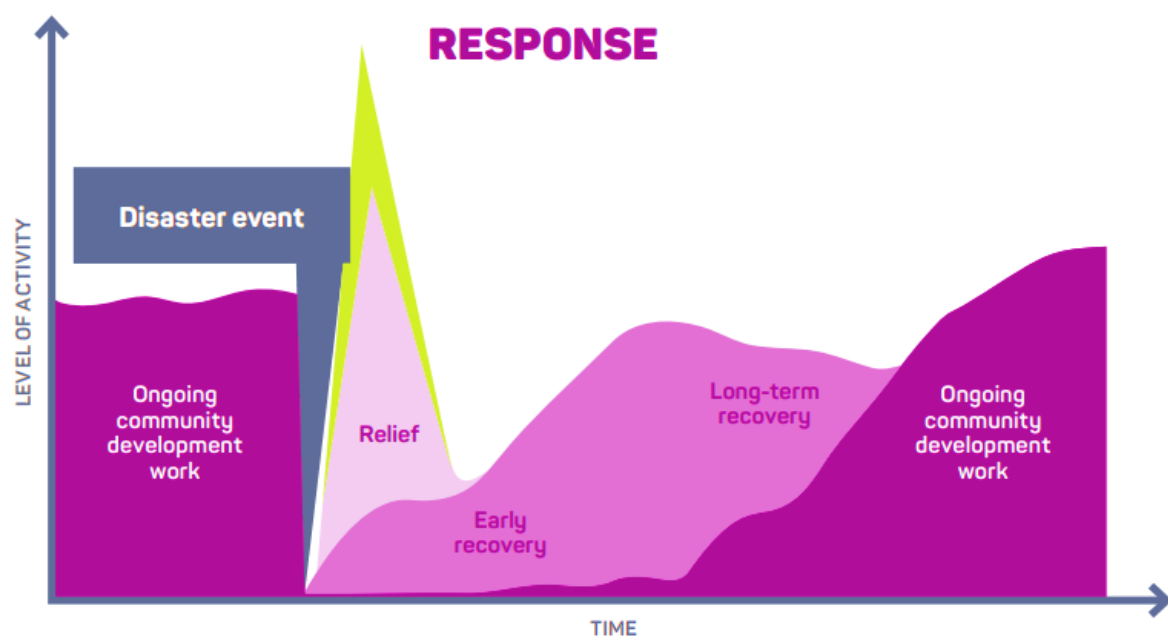 RESPONSE
Disaster event
LEVEL OF ACTIVITY
Ongoing
community
development
work
Relief
Early
recovery
Long-term
recovery
Ongoing
community
development
work
TIME